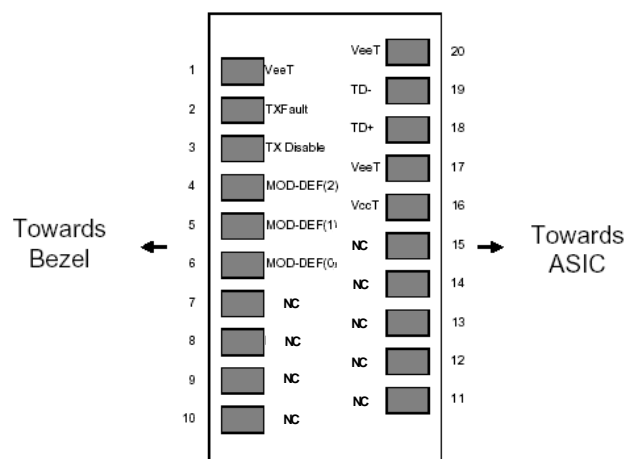 VeeT 20
1 VeeT
TD- 19
2 TXFault
TD+ 18
3 TX Disable
VeeT 17
4 MOD-DEF(2)
VccT 16
5 MOD-DEF(1)
NC 15
Towards
Bezel
Towards
ASIC
6 MOD-DEF(0)
NC 14
7 NC
NC 13
8 NC
NC 12
9 NC
NC 11
10 NC